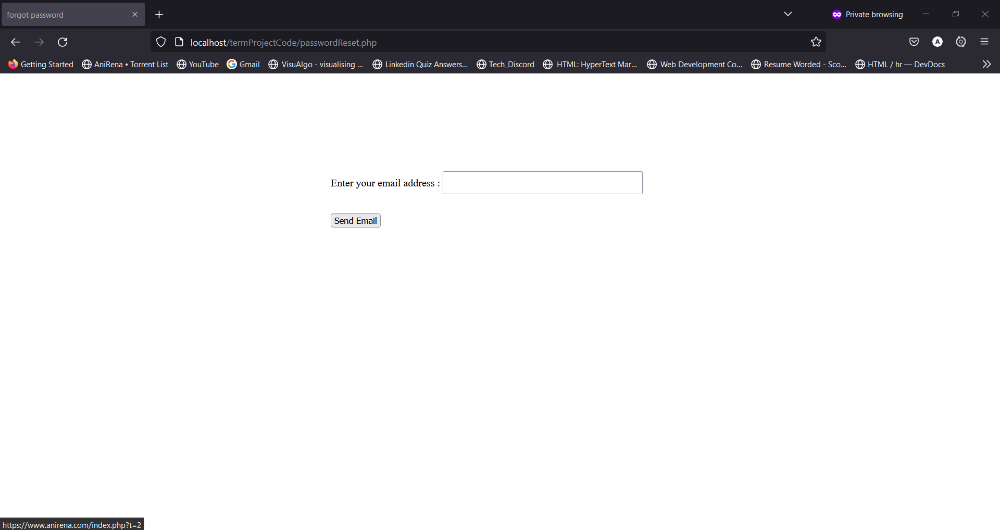 forgot password
Private browsing
localhost/termProjectCode/passwordReset.php
A
Getting Started AniRena • Torrent List YouTube Gmail VisuAlgo - visualising ... Linkedin Quiz Answers... Tech_Discord HTML: HyperText Mar... Web Development Co... Resume Worded - Sco... HTML / hr — DevDocs
Enter your email address :
Send Email
https://www.anirena.com/index.php?t=2